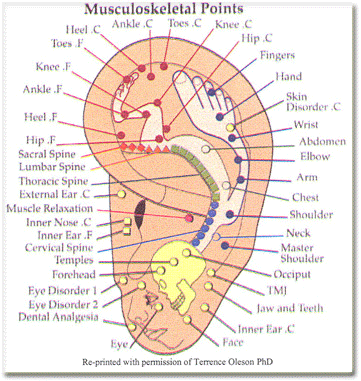 Musculoskeletal Points
Ankle .C
Toes .C
Knee .C
Heel .C
Hip .C
Toes .F
Fingers
Knee .F
Hand
Ankle .F
Skin
Disorder .C
Heel .F
Wrist
Hip .F
Abdomen
Sacral Spine
Elbow
Lumbar Spine
Arm
Thoracic Spine
External Ear .C
Chest
Muscle Relaxation
Shoulder
Inner Nose .C
Inner Ear .F
Neck
Cervical Spine
Master
Shoulder
Temples
Forehead
Occiput
Eye Disorder 1
TMJ
Eye Disorder 2
Jaw and Teeth
Dental Analgesia
Inner Ear .C
Eye
Face
Re-printed with permission of Terrence Oleson PhD